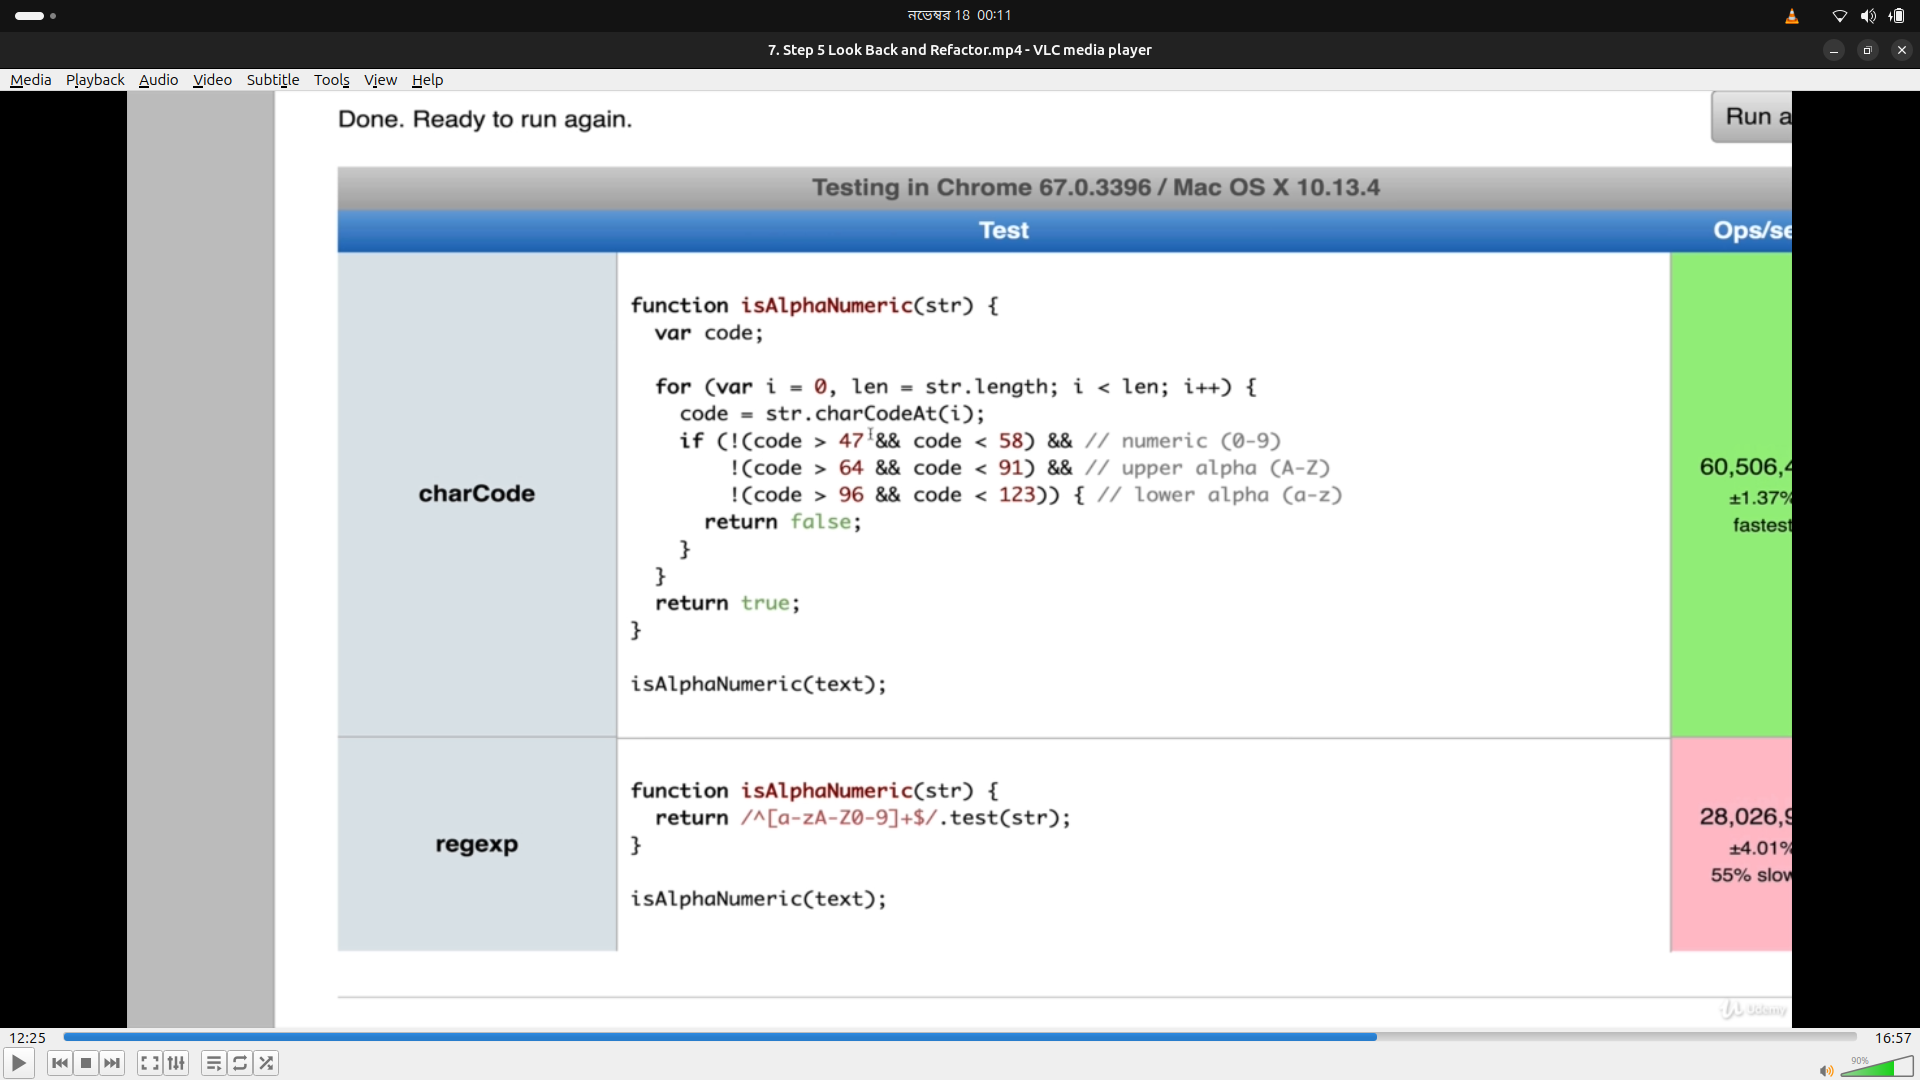 নভেম্বর 18 00:11
7. Step 5 Look Back and Refactor.mp4 - VLC media player
Media Playback Audio Video Subtitle Tools View Help
Done. Ready to run again.
Run a
Testing in Chrome 67.0.3396 / Mac OS X 10.13.4
Test
Ops/se
charCode
function isAlphaNumeric(str) {
  var code;
  for (var i = 0, len = str.length; i < len; i++) {
    code = str.charCodeAt(i);
    if (!(code > 47 && code < 58) && // numeric (0-9)
        !(code > 64 && code < 91) && // upper alpha (A-Z)
        !(code > 96 && code < 123)) { // lower alpha (a-z)
      return false;
    }
  }
  return true;
}
isAlphaNumeric(text);
60,506,4
±1.37%
fastest
regexp
function isAlphaNumeric(str) {
  return /^[a-zA-Z0-9]+$/.test(str);
}
isAlphaNumeric(text);
28,026,9
±4.01%
55% slow
Udemy
12:25
16:57
90%